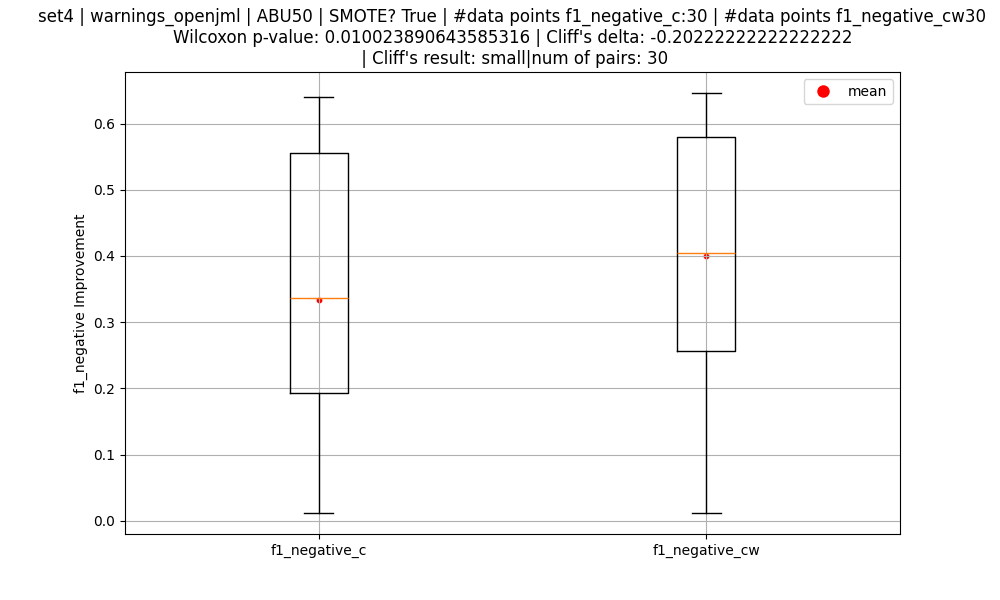 set4 | warnings_openjml | ABU50 | SMOTE? True | #data points f1_negative_c:30 | #data points f1_negative_cw30
Wilcoxon p-value: 0.010023890643585316 | Cliff's delta: -0.20222222222222222
| Cliff's result: small|num of pairs: 30
mean
0.6
0.5
0.4
0.3
0.2
0.1
0.0
f1_negative Improvement
f1_negative_c
f1_negative_cw